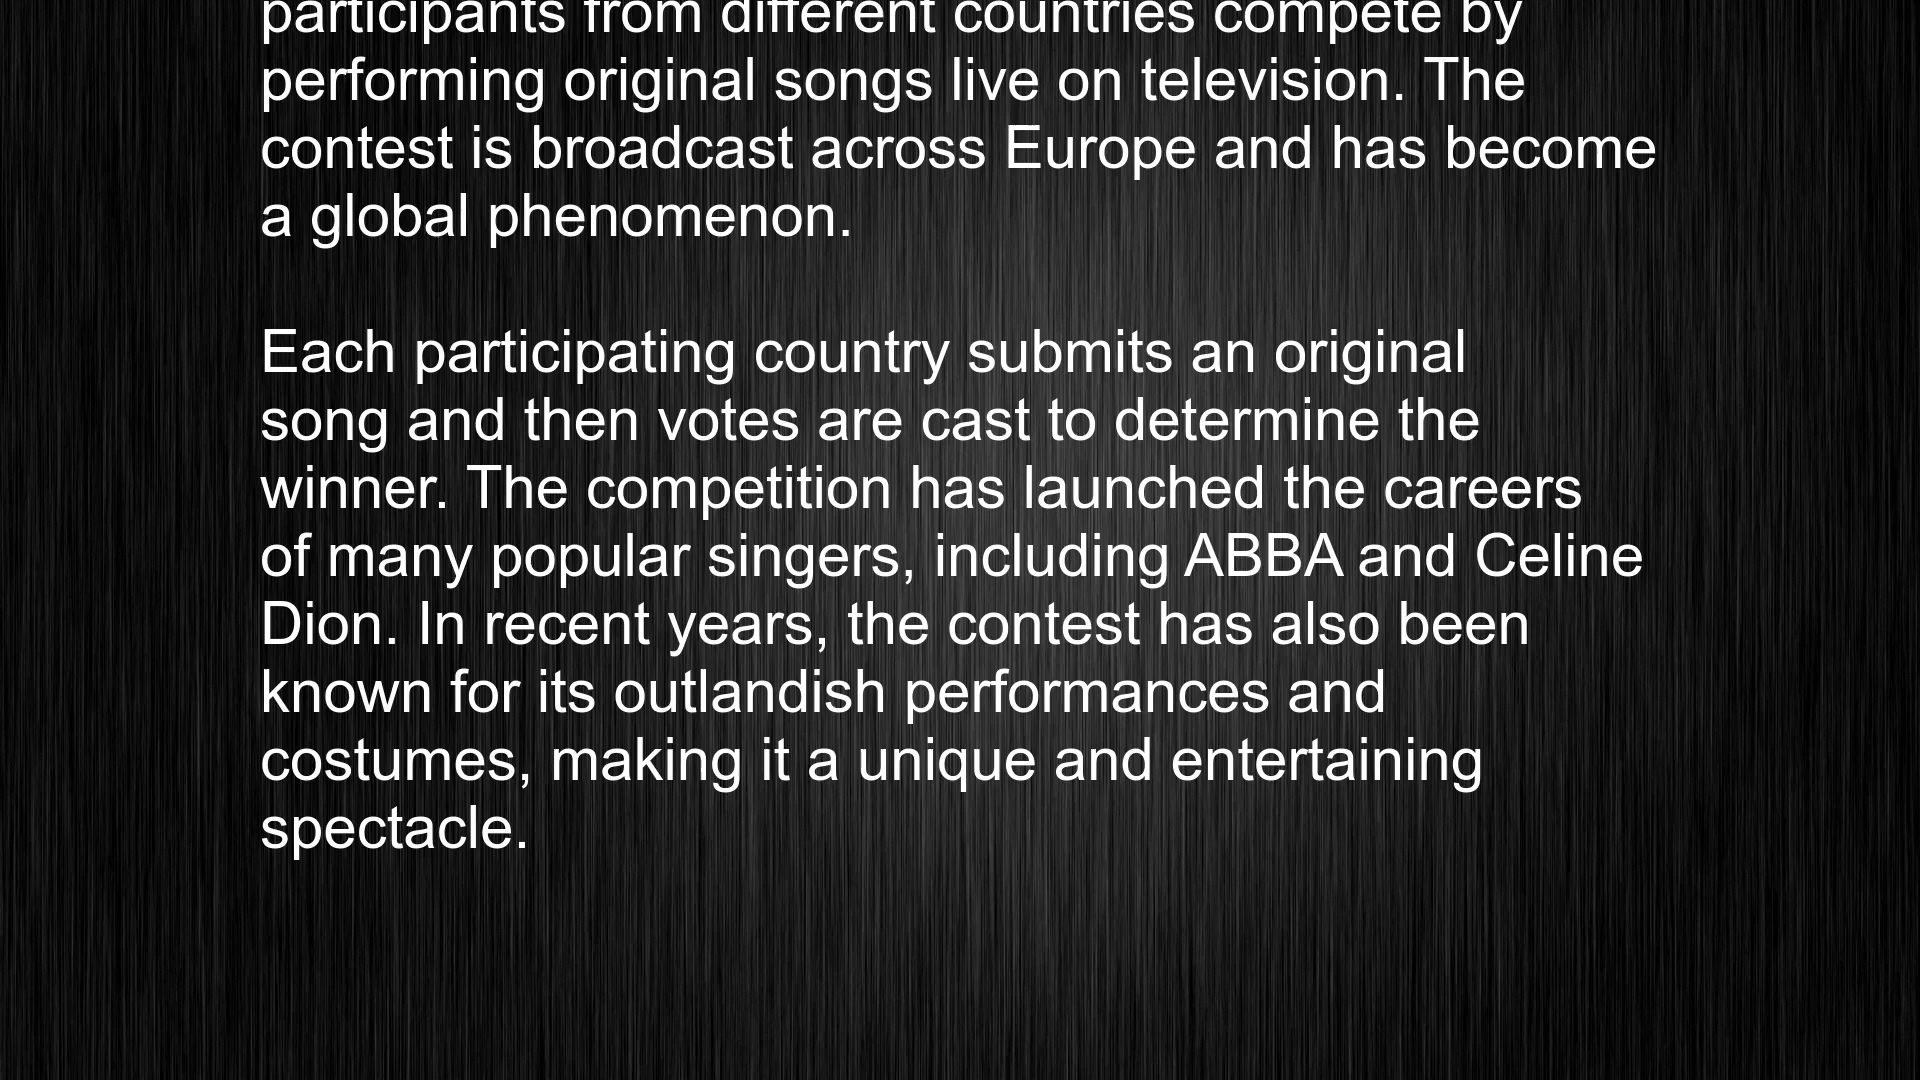 participants from different countries compete by
performing original songs live on television. The
contest is broadcast across Europe and has become
a global phenomenon.
Each participating country submits an original
song and then votes are cast to determine the
winner. The competition has launched the careers
of many popular singers, including ABBA and Celine
Dion. In recent years, the contest has also been
known for its outlandish performances and
costumes, making it a unique and entertaining
spectacle.